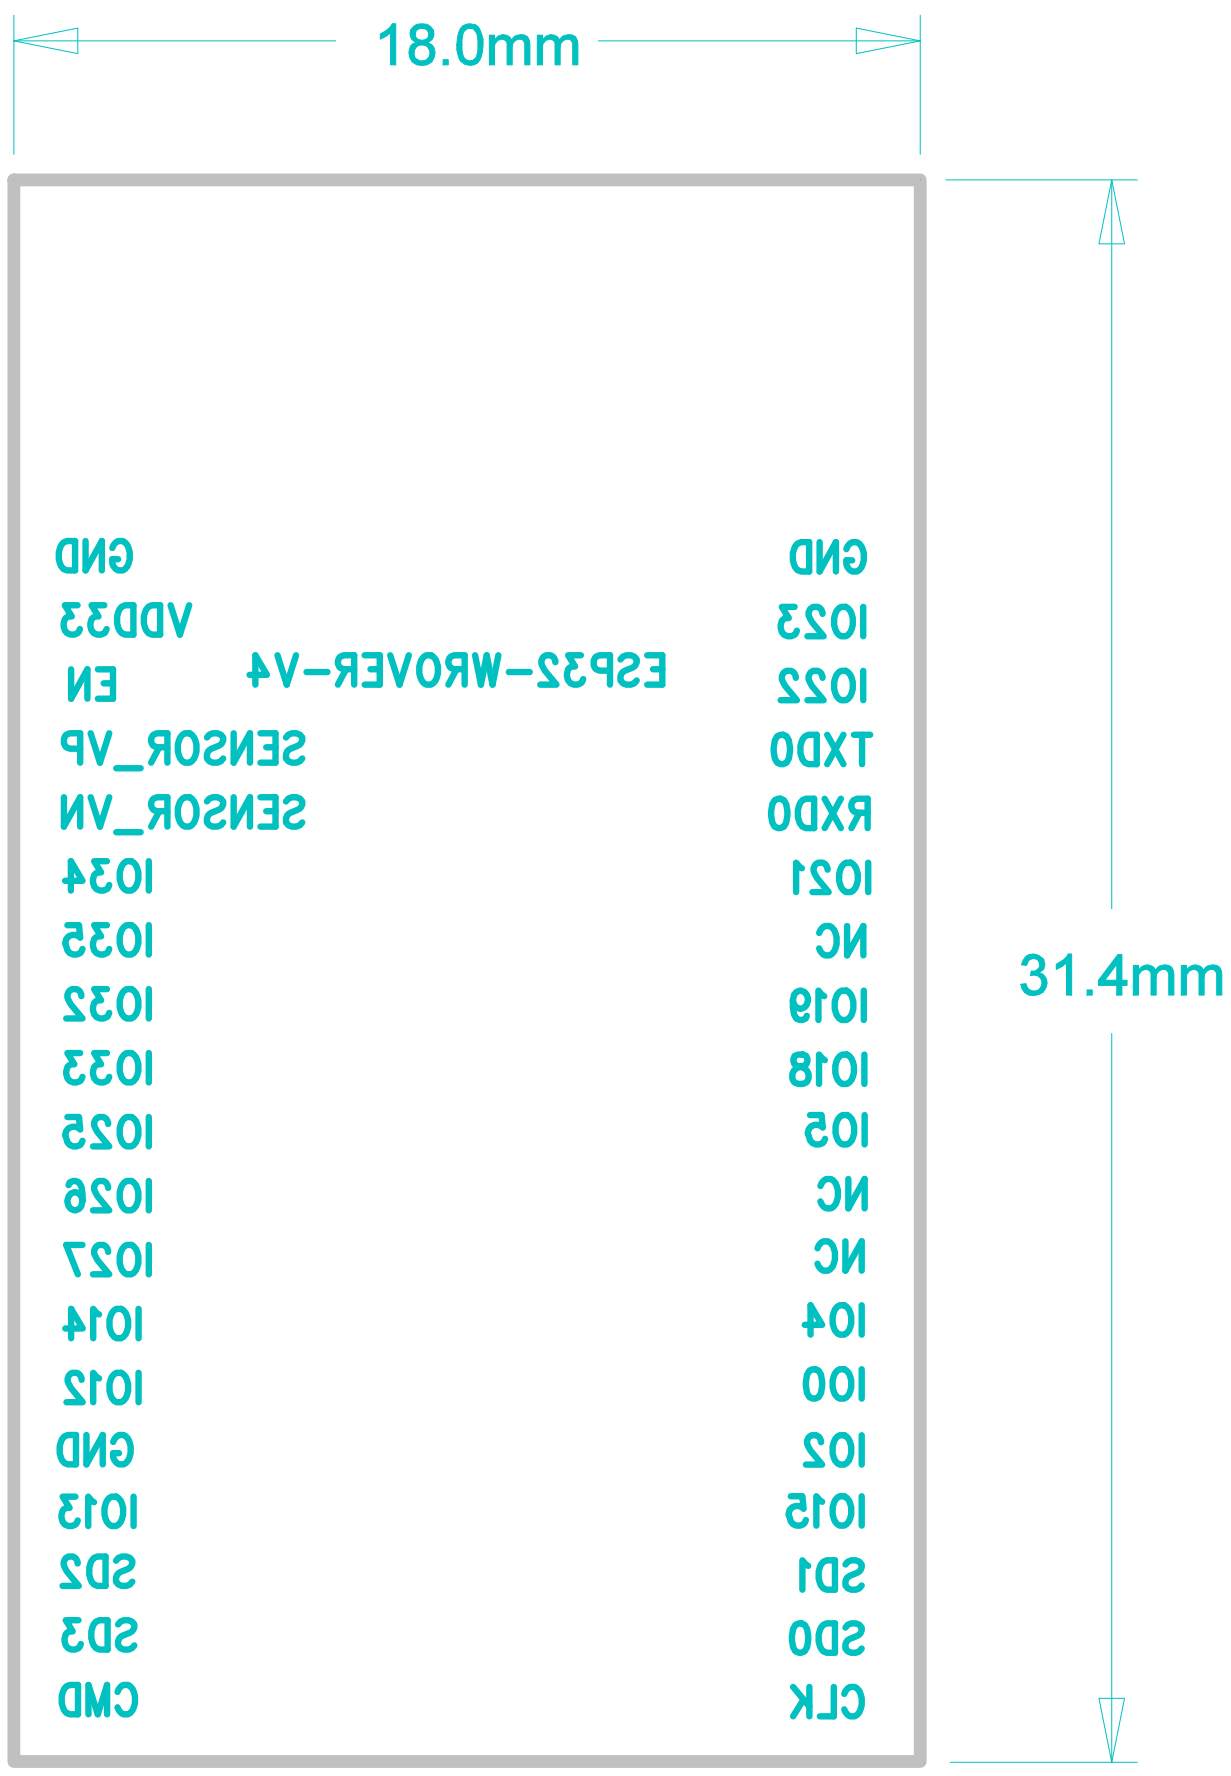 18.0mm
GND GND
VDD33 IO23
ESP32-WROVER-V4
EN IO22
SENSOR_VP TXD0
SENSOR_VN RXD0
IO34 IO21
IO35 NC
IO32 IO19
31.4mm
IO33 IO18
IO25 IO5
IO26 NC
IO27 NC
IO14 IO4
IO12 IO0
GND IO2
IO13 IO15
SD2 SD1
SD3 SD0
CMD CLK